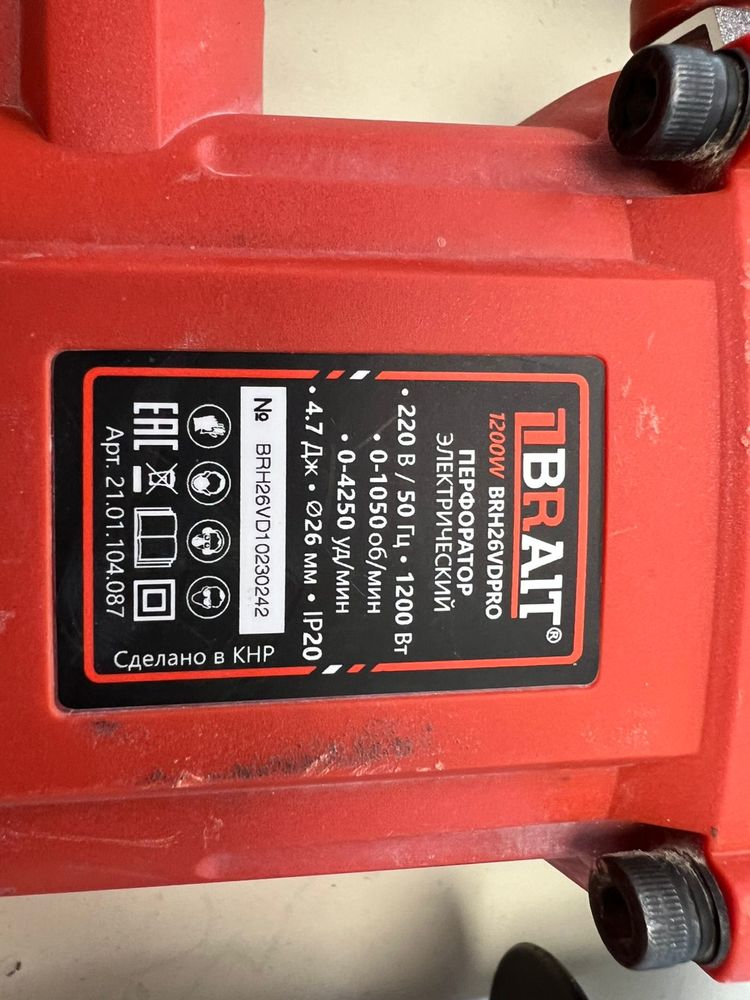 BRAIT®
1200W BRH26VDPRO
ПЕРФОРАТОР
ЭЛЕКТРИЧЕСКИЙ
• 220 В / 50 Гц • 1200 Вт
• 0-1050 об/мин
• 0-4250 уд/мин
• 4.7 Дж • Ø26 мм • IP20
№ BRH26VD10230242
EAC
Арт. 21.01.104.087
Сделано в КНР